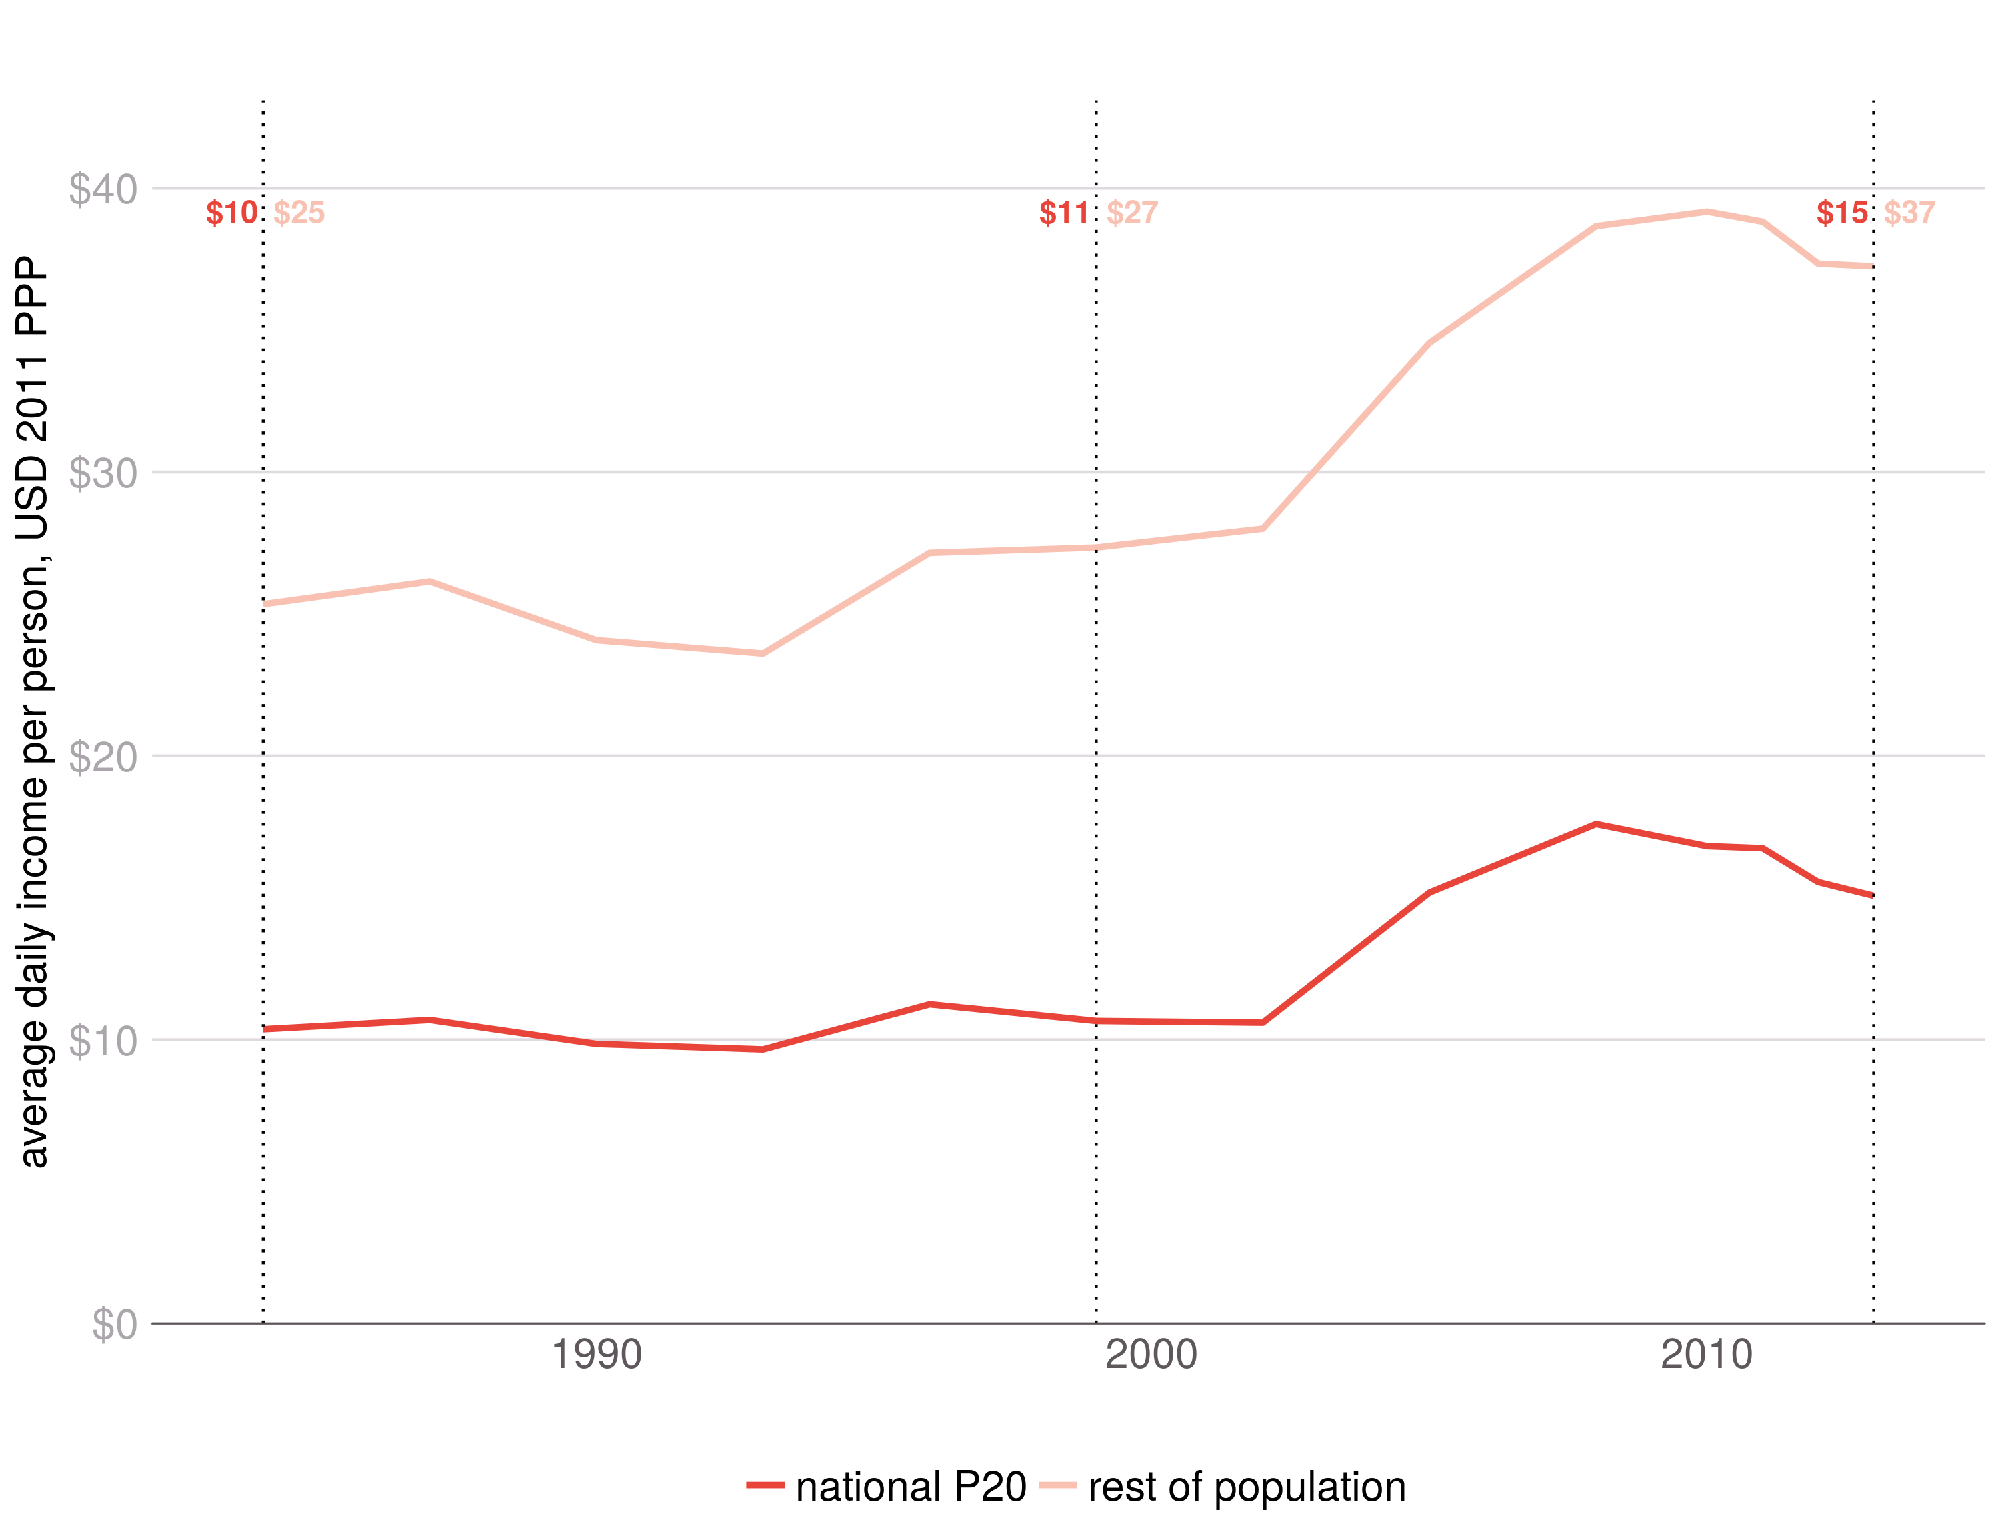 average daily income per person, USD 2011 PPP
$40
$30
$20
$10
$0
$10 $25
$11 $27
$15 $37
1990 2000 2010
national P20 rest of population